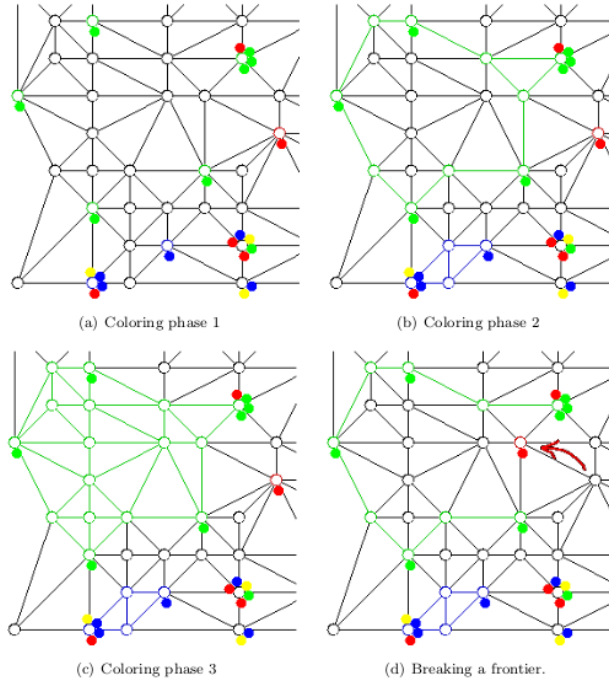 (a) Coloring phase 1
(b) Coloring phase 2
(c) Coloring phase 3
(d) Breaking a frontier.